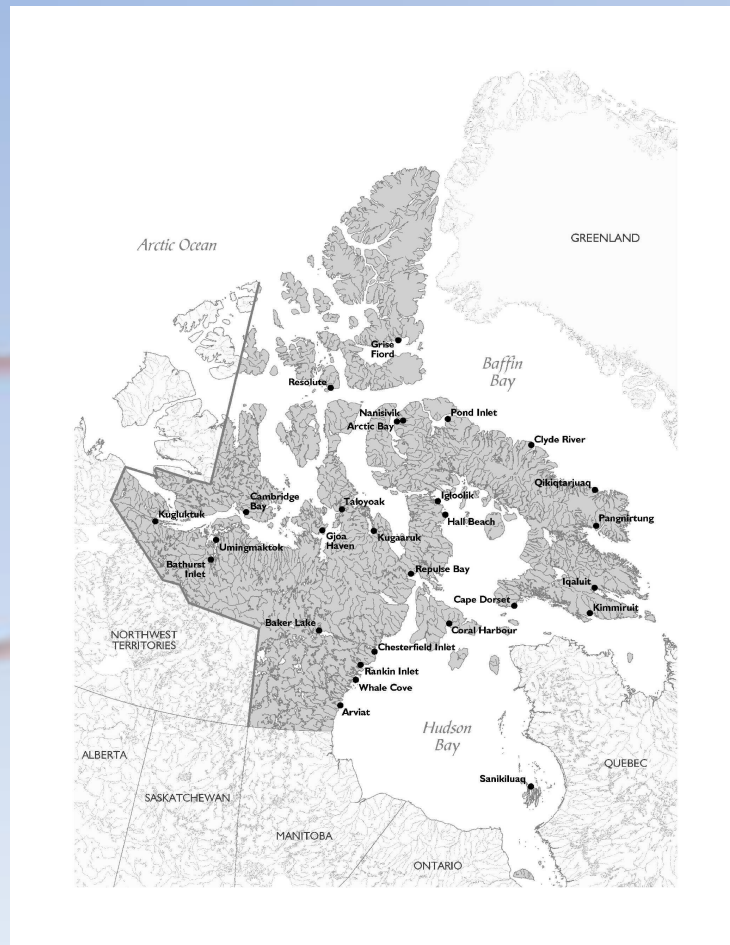 GREENLAND
Arctic Ocean
Grise
Fiord
Baffin
Bay
Resolute
Nanisivik
Arctic Bay
Pond Inlet
Clyde River
Qikiqtarjuaq
Igloolik
Cambridge
Bay
Taloyoak
Hall Beach
Kugluktuk
Pangnirtung
Gjoa
Haven
Kugaaruk
Umingmaktok
Bathurst
Inlet
Repulse Bay
Iqaluit
Cape Dorset
Kimmiruit
Baker Lake
Coral Harbour
NORTHWEST
TERRITORIES
Chesterfield Inlet
Rankin Inlet
Whale Cove
Arviat
Hudson
Bay
ALBERTA
QUEBEC
Sanikiluaq
SASKATCHEWAN
MANITOBA
ONTARIO